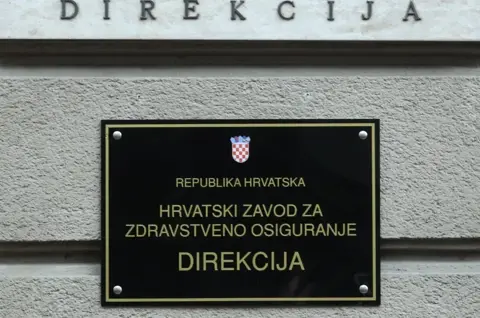 DIREKCIJA
REPUBLIKA HRVATSKA
HRVATSKI ZAVOD ZA
ZDRAVSTVENO OSIGURANJE
DIREKCIJA